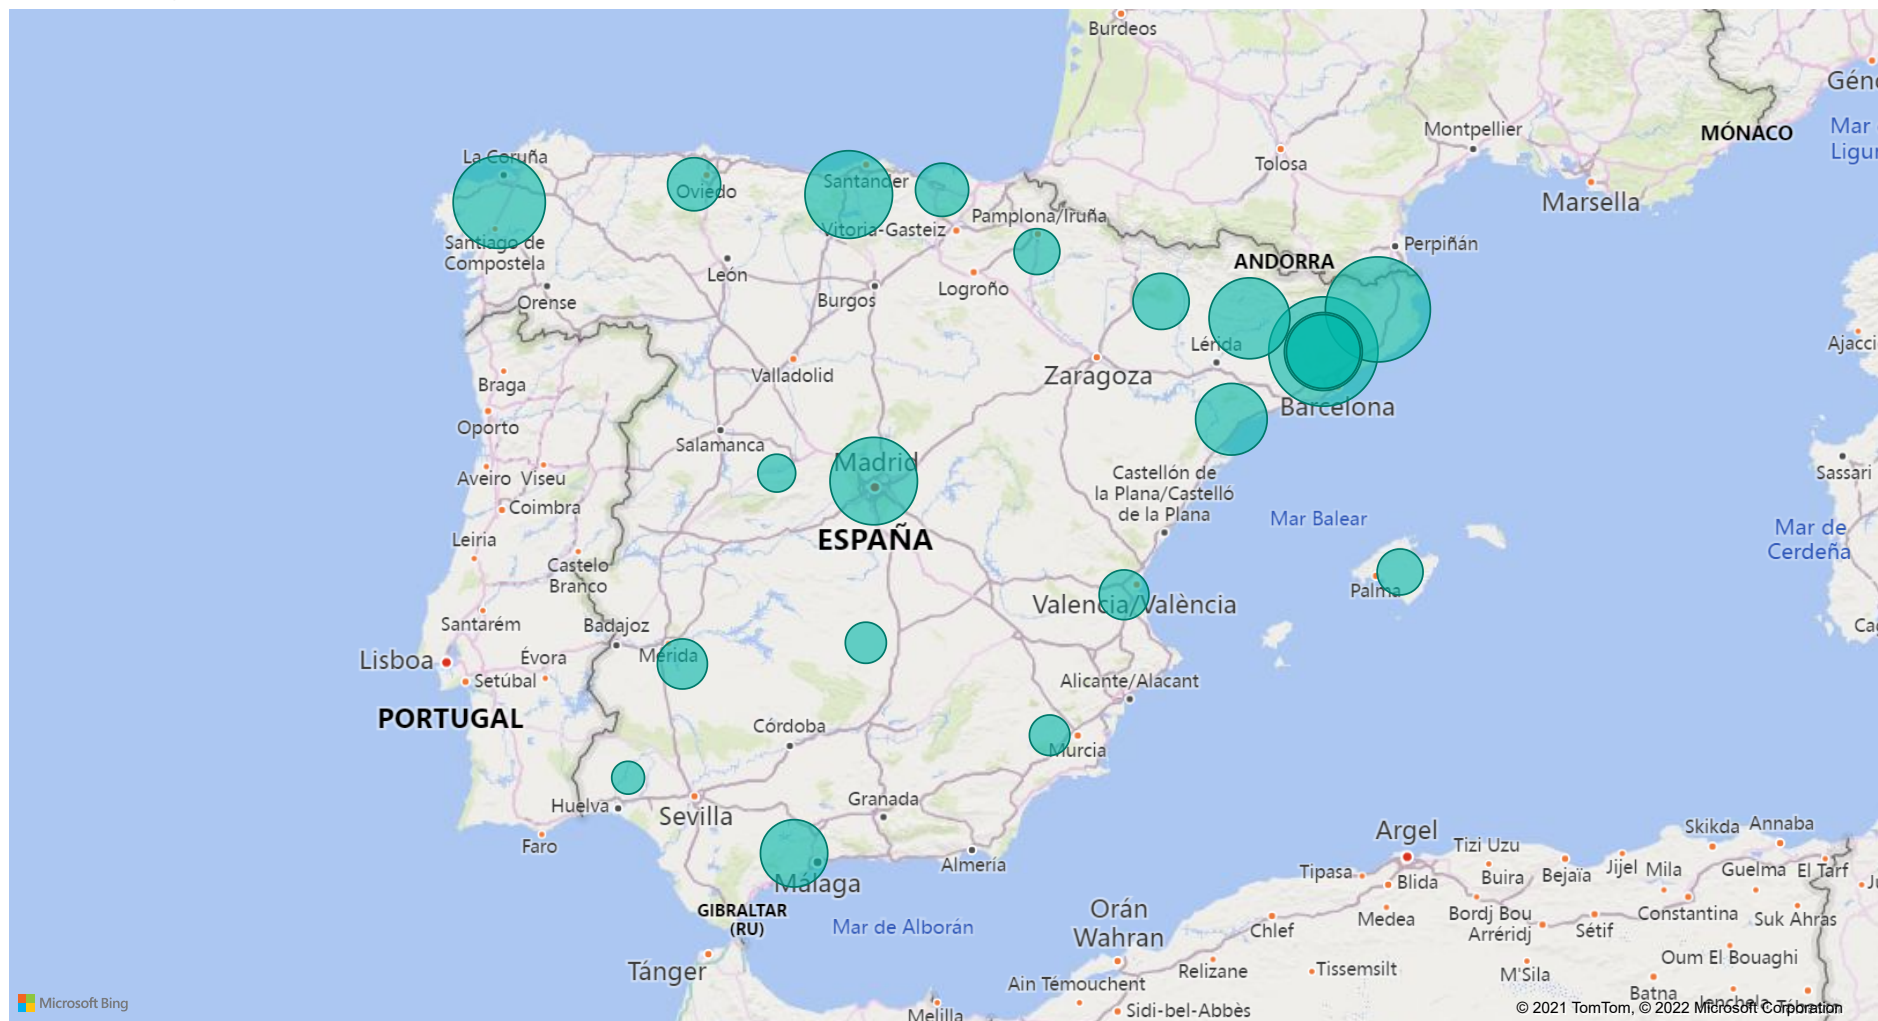 Burdeos
Génc
MÓNACO
Mar
Ligur
Montpellier
Tolosa
Marsella
La Coruña
Oviedo
Santander
Vitoria-Gasteiz
Pamplona/Iruña
Perpiñán
Santiago de
Compostela
ANDORRA
León
Logroño
Orense
Burgos
Lérida
Ajacci
Zaragoza
Valladolid
Braga
Barcelona
Oporto
Salamanca
Madrid
Castellón de
la Plana/Castelló
de la Plana
Sassari
Aveiro
Viseu
Coimbra
Mar Balear
Mar de
Cerdeña
Leiria
ESPAÑA
Castelo
Branco
Palma
Valencia/València
Santarém
Badajoz
Cag
Lisboa
Évora
Mérida
Setúbal
Alicante/Alacant
PORTUGAL
Córdoba
Murcia
Huelva
Sevilla
Granada
Faro
Almería
Argel
Skikda
Annaba
Tizi Uzu
Tipasa
Blida
Buira
Bejaïa
Jijel
Mila
Guelma
El Tarf
Málaga
GIBRALTAR
(RU)
Mar de Alborán
Orán
Wahran
Chlef
Medea
Bordj Bou
Arréridj
Sétif
Constantina
Suk Ahras
Tánger
Relizane
Tissemsilt
M'Sila
Oum El Bouaghi
Ain Témouchent
Batna
Jenchela
Melilla
Sidi-bel-Abbès
Microsoft Bing
© 2021 TomTom, © 2022 Microsoft Corporation